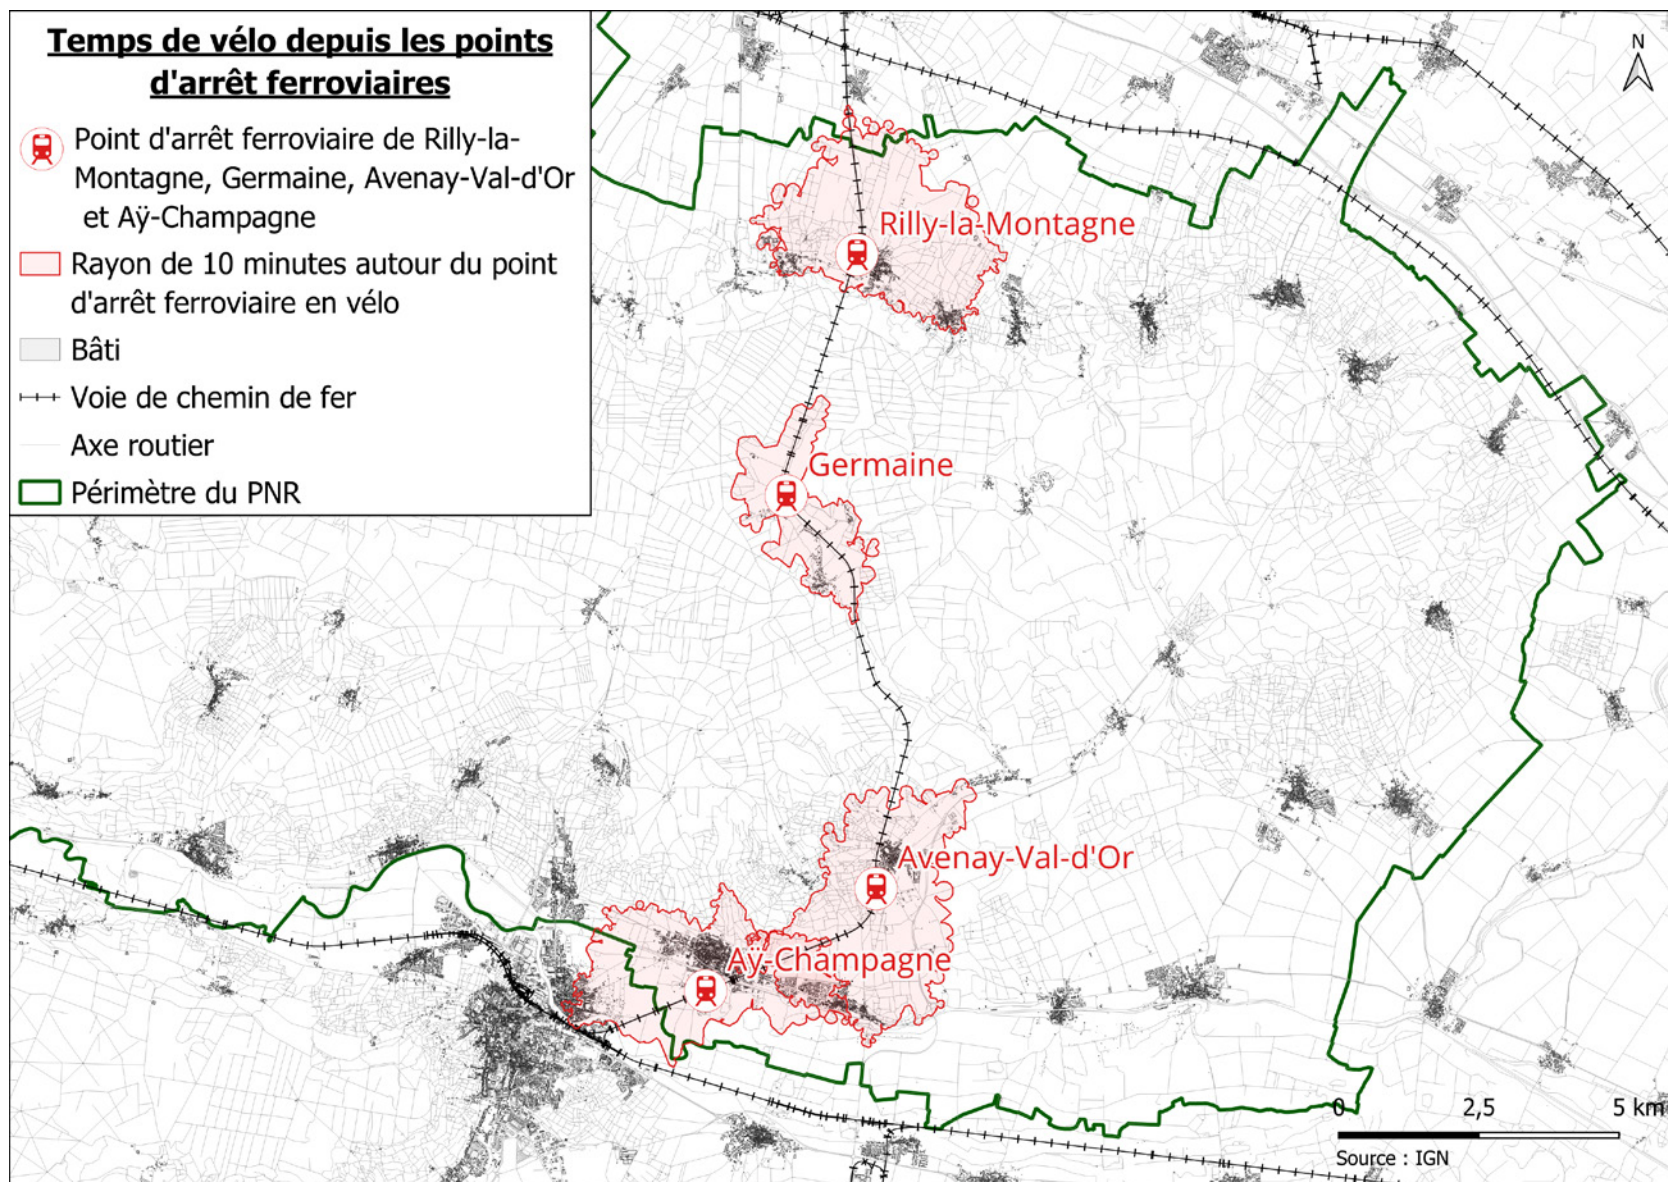 Temps de vélo depuis les points
d'arrêt ferroviaires
Point d'arrêt ferroviaire de Rilly-la-
Montagne, Germaine, Avenay-Val-d'Or
et Aÿ-Champagne
Rayon de 10 minutes autour du point
d'arrêt ferroviaire en vélo
Bâti
Voie de chemin de fer
Axe routier
Périmètre du PNR
N
Rilly-la-Montagne
Germaine
Avenay-Val-d'Or
Aÿ-Champagne
0 2,5 5 km
Source : IGN